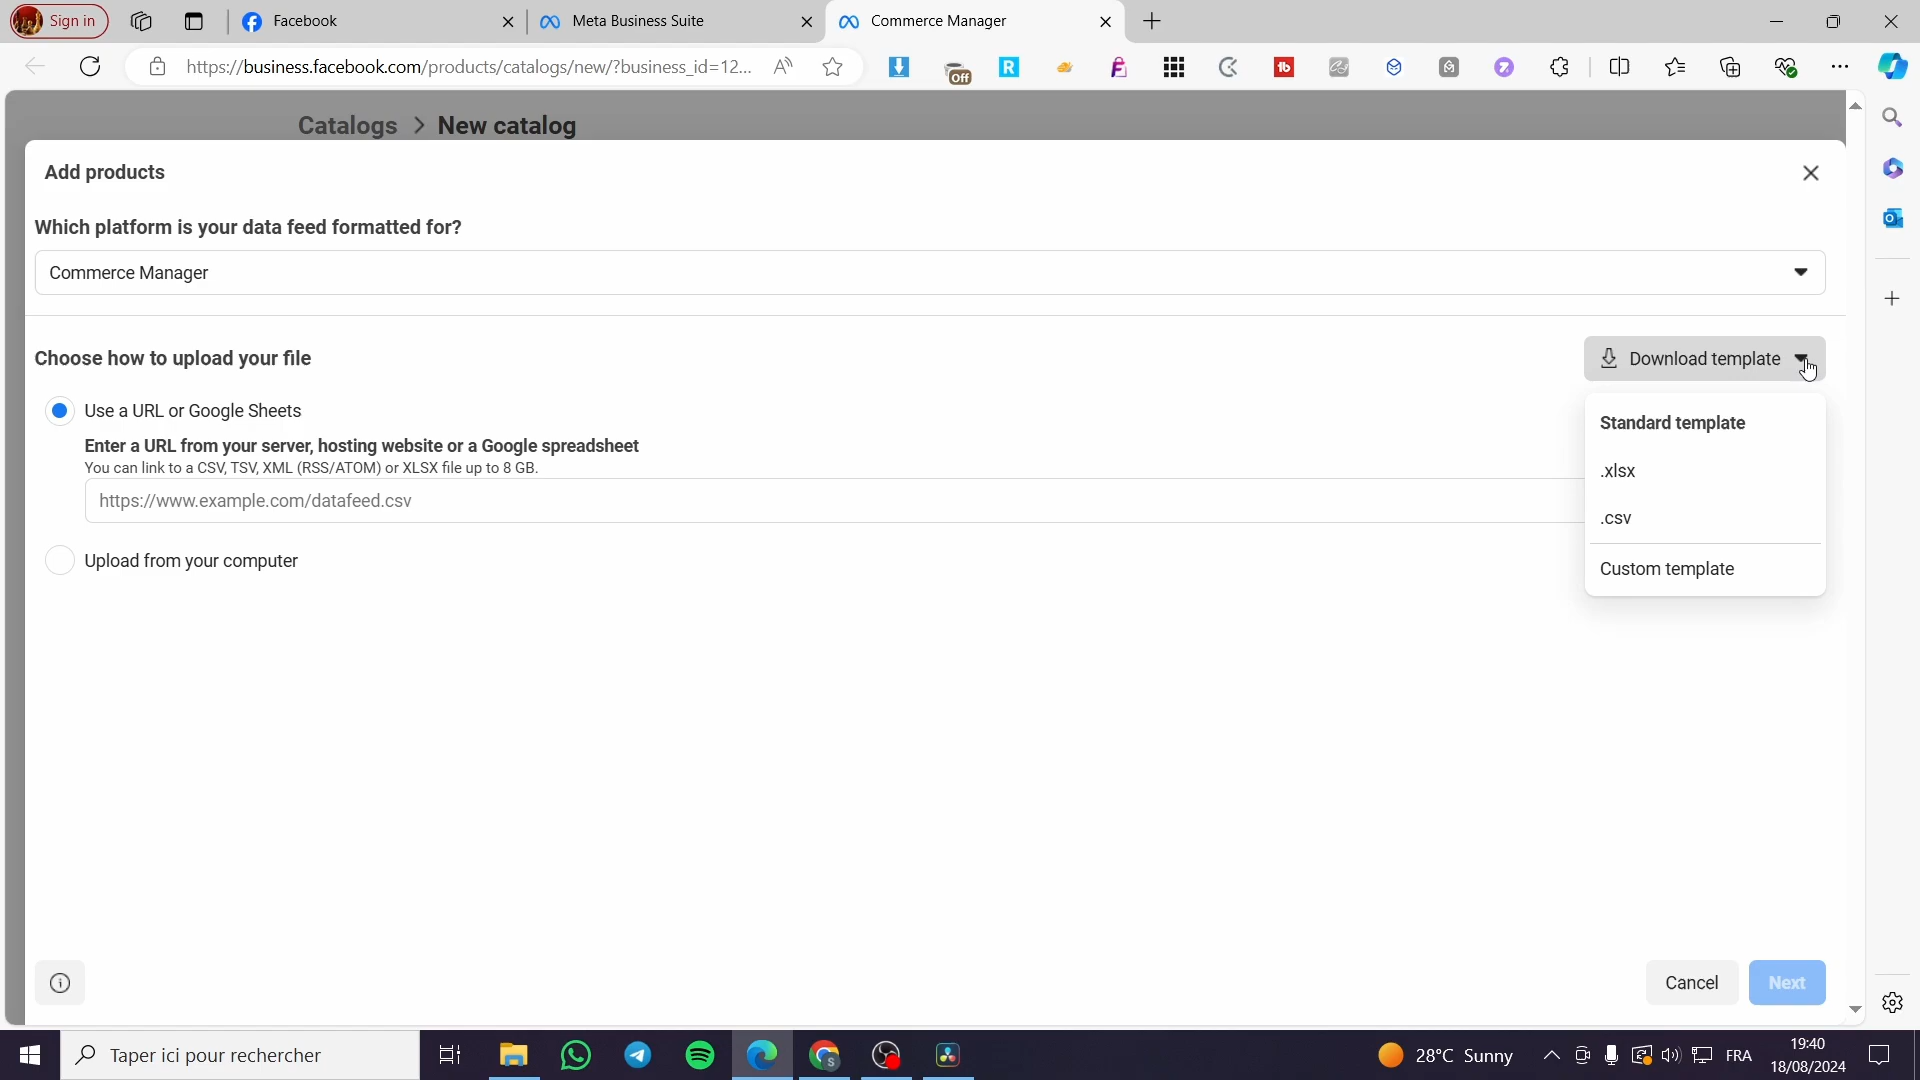 Sign in
Facebook
Meta Business Suite
Commerce Manager
https://business.facebook.com/products/catalogs/new/?business_id=12...
Off
Catalogs > New catalog
Add products
Which platform is your data feed formatted for?
Commerce Manager
Choose how to upload your file
Download template
Use a URL or Google Sheets
Enter a URL from your server, hosting website or a Google spreadsheet
You can link to a CSV, TSV, XML (RSS/ATOM) or XLSX file up to 8 GB.
https://www.example.com/datafeed.csv
Upload from your computer
Standard template
.xlsx
.csv
Custom template
Cancel
Next
Taper ici pour rechercher
28°C Sunny
FRA
19:40
18/08/2024